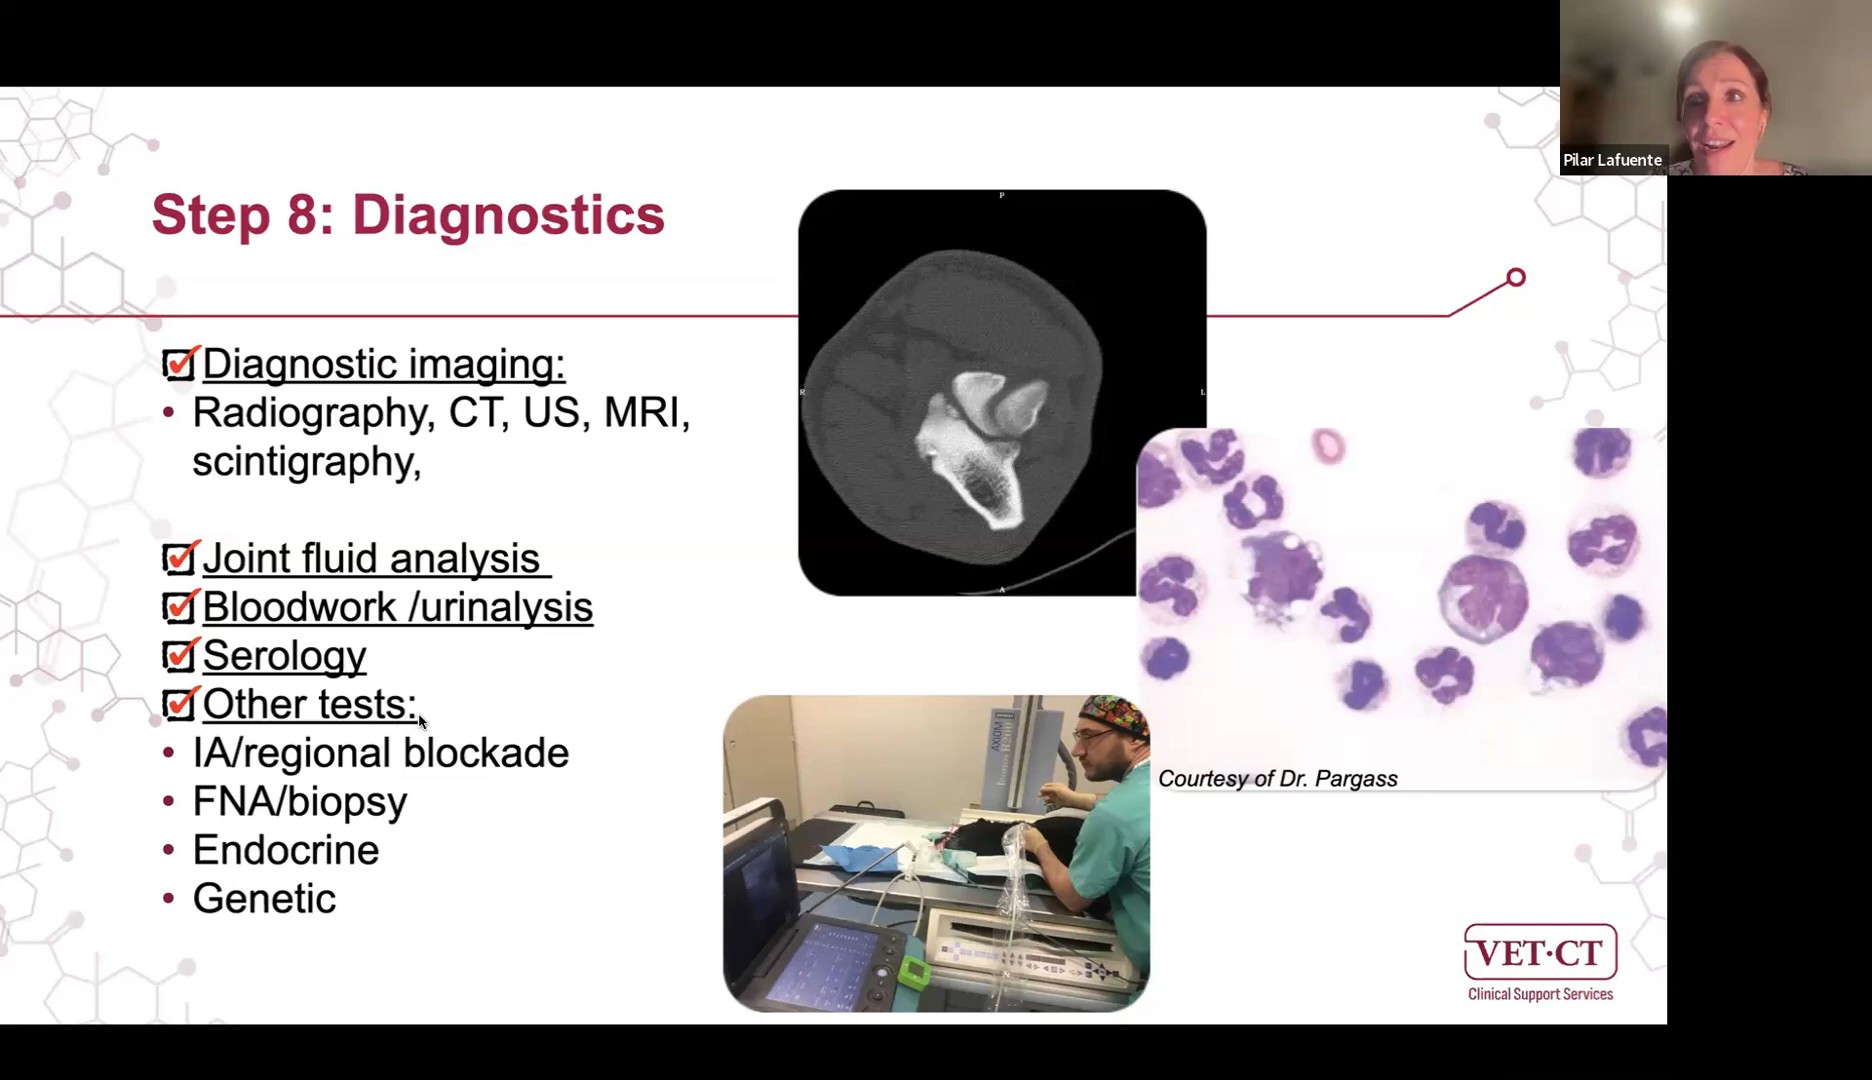 Pilar Lafuente
Step 8: Diagnostics
Diagnostic imaging:
• Radiography, CT, US, MRI,
scintigraphy,
Joint fluid analysis
Bloodwork /urinalysis
Serology
Other tests:
• IA/regional blockade
• FNA/biopsy
• Endocrine
• Genetic
P
R
L
A
Courtesy of Dr. Pargass
AXIOM
VET·CT
Clinical Support Services